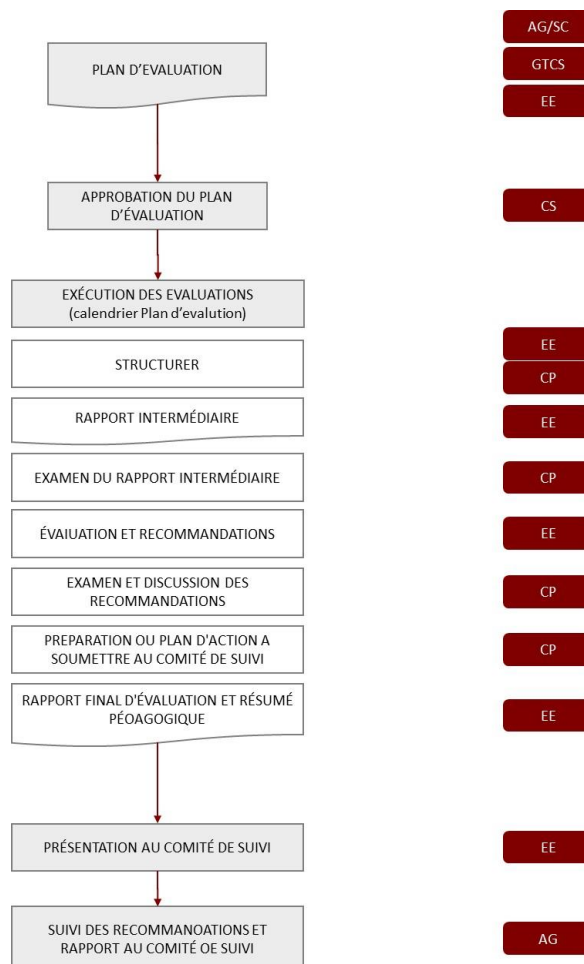 AG/SC
PLAN D'EVALUATION
GTCS
EE
APPROBATION DU PLAN
D'ÉVALUATION
CS
EXÉCUTION DES EVALUATIONS
(calendrier Plan d'evalution)
STRUCTURER
EE
CP
RAPPORT INTERMÉDIAIRE
EE
EXAMEN DU RAPPORT INTERMÉDIAIRE
CP
ÉVAIUATION ET RECOMMANDATIONS
EE
EXAMEN ET DISCUSSION DES
RECOMMANDATIONS
CP
PREPARATION OU PLAN D'ACTION A
SOUMETTRE AU COMITÉ DE SUIVI
CP
RAPPORT FINAL D'ÉVALUATION ET RÉSUMÉ
PÉOAGOGIQUE
EE
PRÉSENTATION AU COMITÉ DE SUIVI
EE
SUIVI DES RECOMMANOATIONS ET
RAPPORT AU COMITÉ OE SUIVI
AG